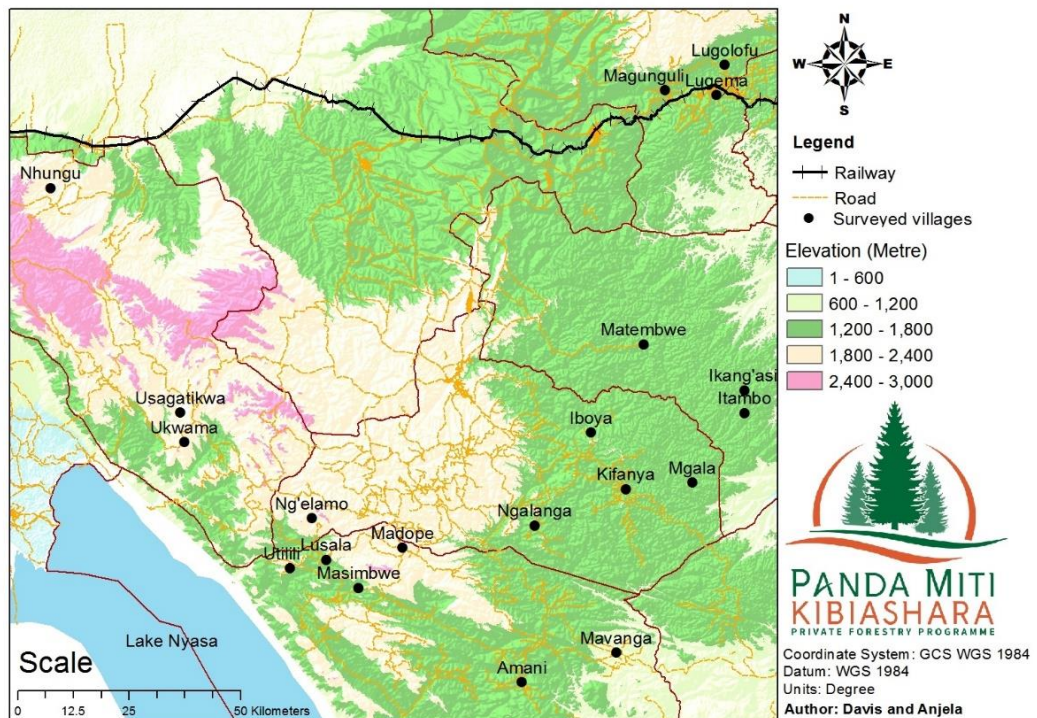 Lugolofu
Magunguli
Lugema
Nhungu
Matembwe
Ikang'asi
Itambo
Usagatikwa
Ukwama
Iboya
Kifanya
Mgala
Ng'elamo
Ngalanga
Madope
Utilili
Lusala
Masimbwe
Lake Nyasa
Mavanga
Amani
Scale
0 12.5 25 50 Kilometers
N
W E
S
Legend
Railway
Road
Surveyed villages
Elevation (Metre)
1 - 600
600 - 1,200
1,200 - 1,800
1,800 - 2,400
2,400 - 3,000
PANDA MITI
KIBIASHARA
PRIVATE FORESTRY PROGRAMME
Coordinate System: GCS WGS 1984
Datum: WGS 1984
Units: Degree
Author: Davis and Anjela